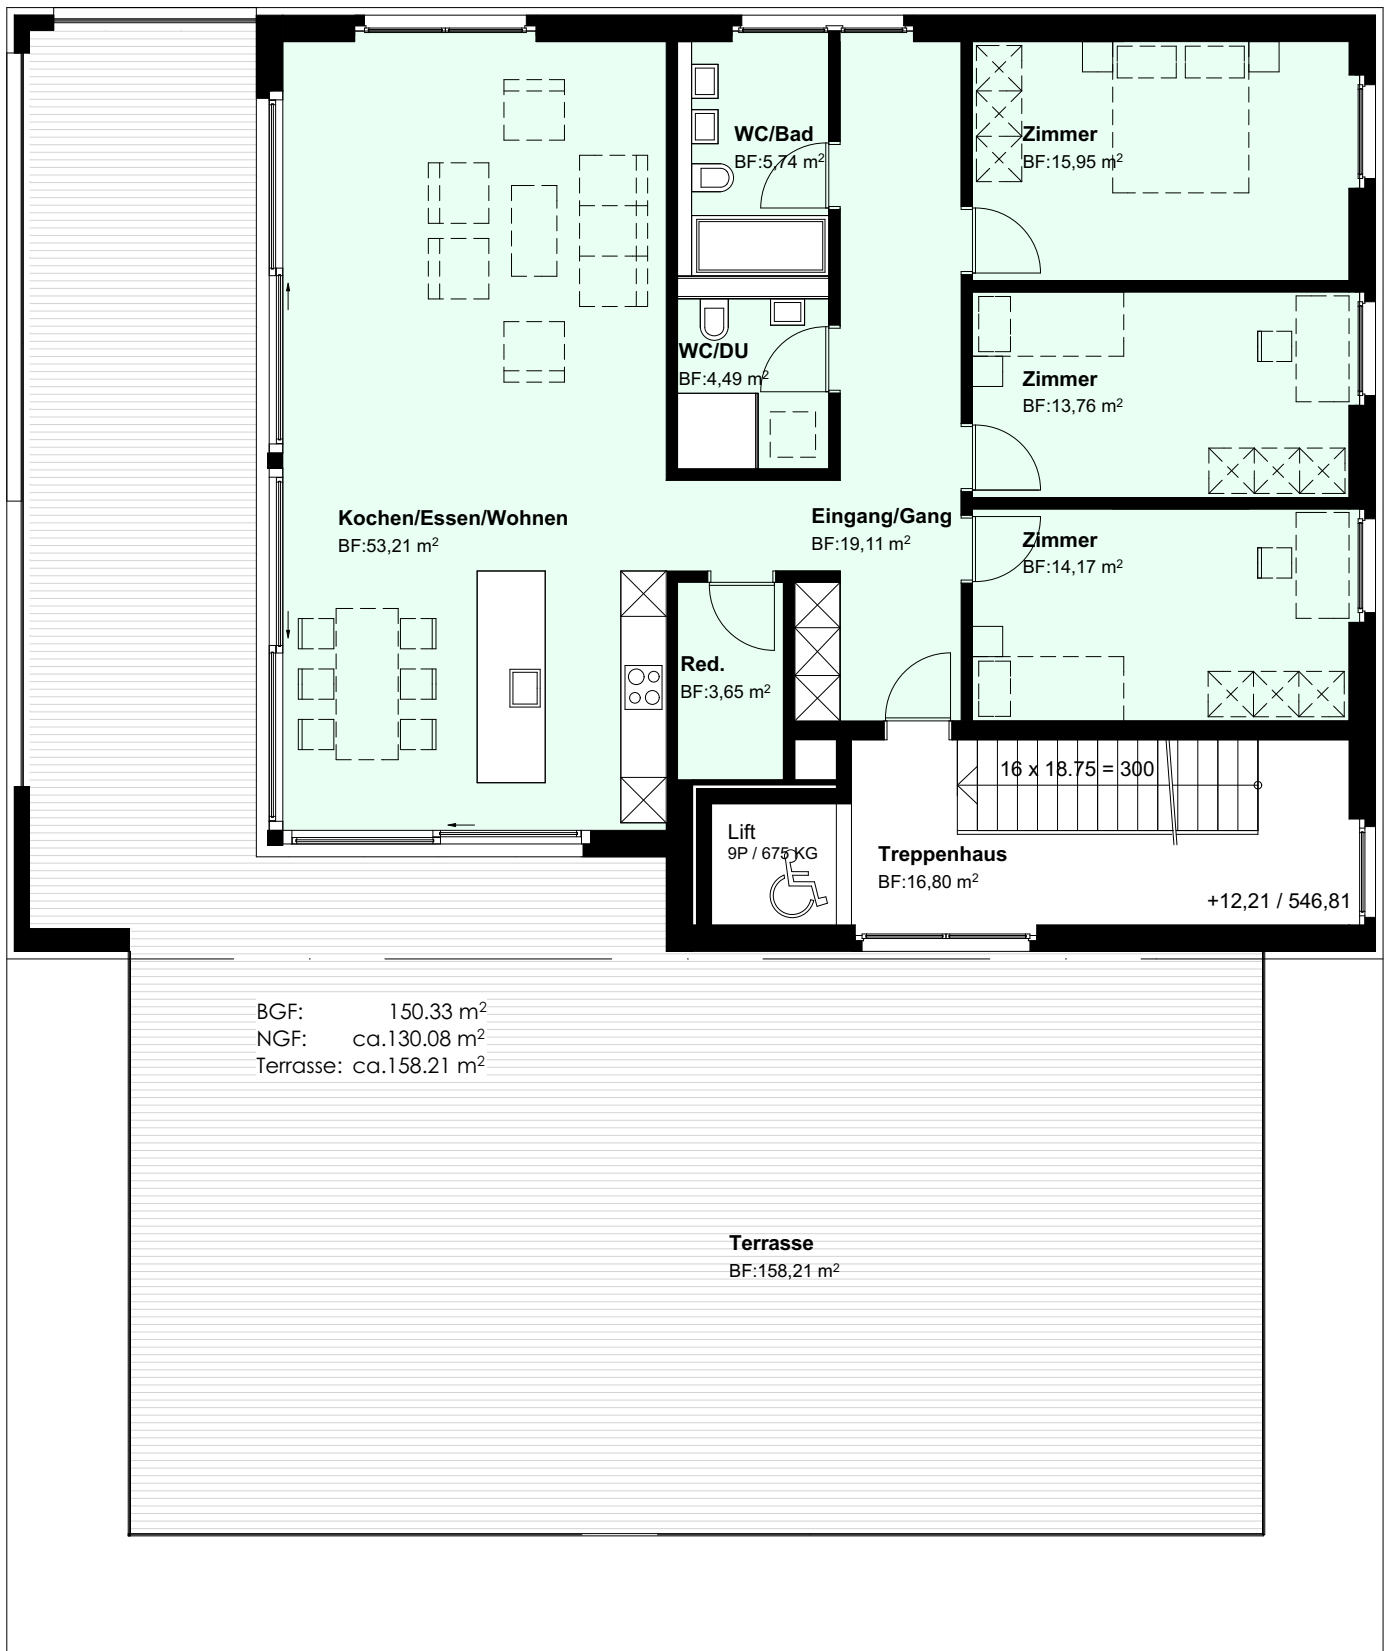 WC/Bad
BF:5,74 m²
Zimmer
BF:15,95 m²
WC/DU
BF:4,49 m²
Zimmer
BF:13,76 m²
Kochen/Essen/Wohnen
BF:53,21 m²
Eingang/Gang
BF:19,11 m²
Zimmer
BF:14,17 m²
Red.
BF:3,65 m²
16 x 18.75 = 300
Lift
9P / 675 KG
Treppenhaus
BF:16,80 m²
+12,21 / 546,81
BGF: 150.33 m²
NGF: ca.130.08 m²
Terrasse: ca.158.21 m²
Terrasse
BF:158,21 m²